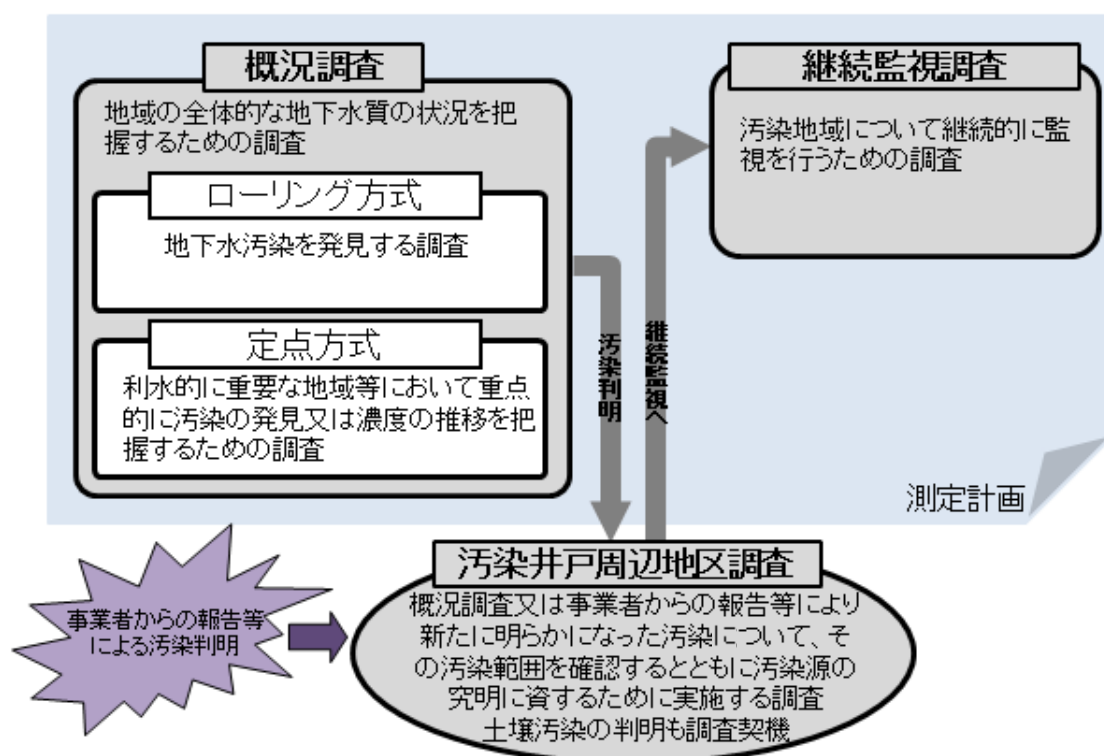 概況調査
地域の全体的な地下水質の状況を把
握するための調査
ローリング方式
地下水汚染を発見する調査
定点方式
利水的に重要な地域等において重点
的に汚染の発見又は濃度の推移を把
握するための調査
汚染判明
継続監視へ
継続監視調査
汚染地域について継続的に監
視を行うための調査
測定計画
事業者からの報告等
による汚染判明
汚染井戸周辺地区調査
概況調査又は事業者からの報告等により
新たに明らかになった汚染について、そ
の汚染範囲を確認するとともに汚染源の
究明に資するために実施する調査
土壌汚染の判明も調査契機